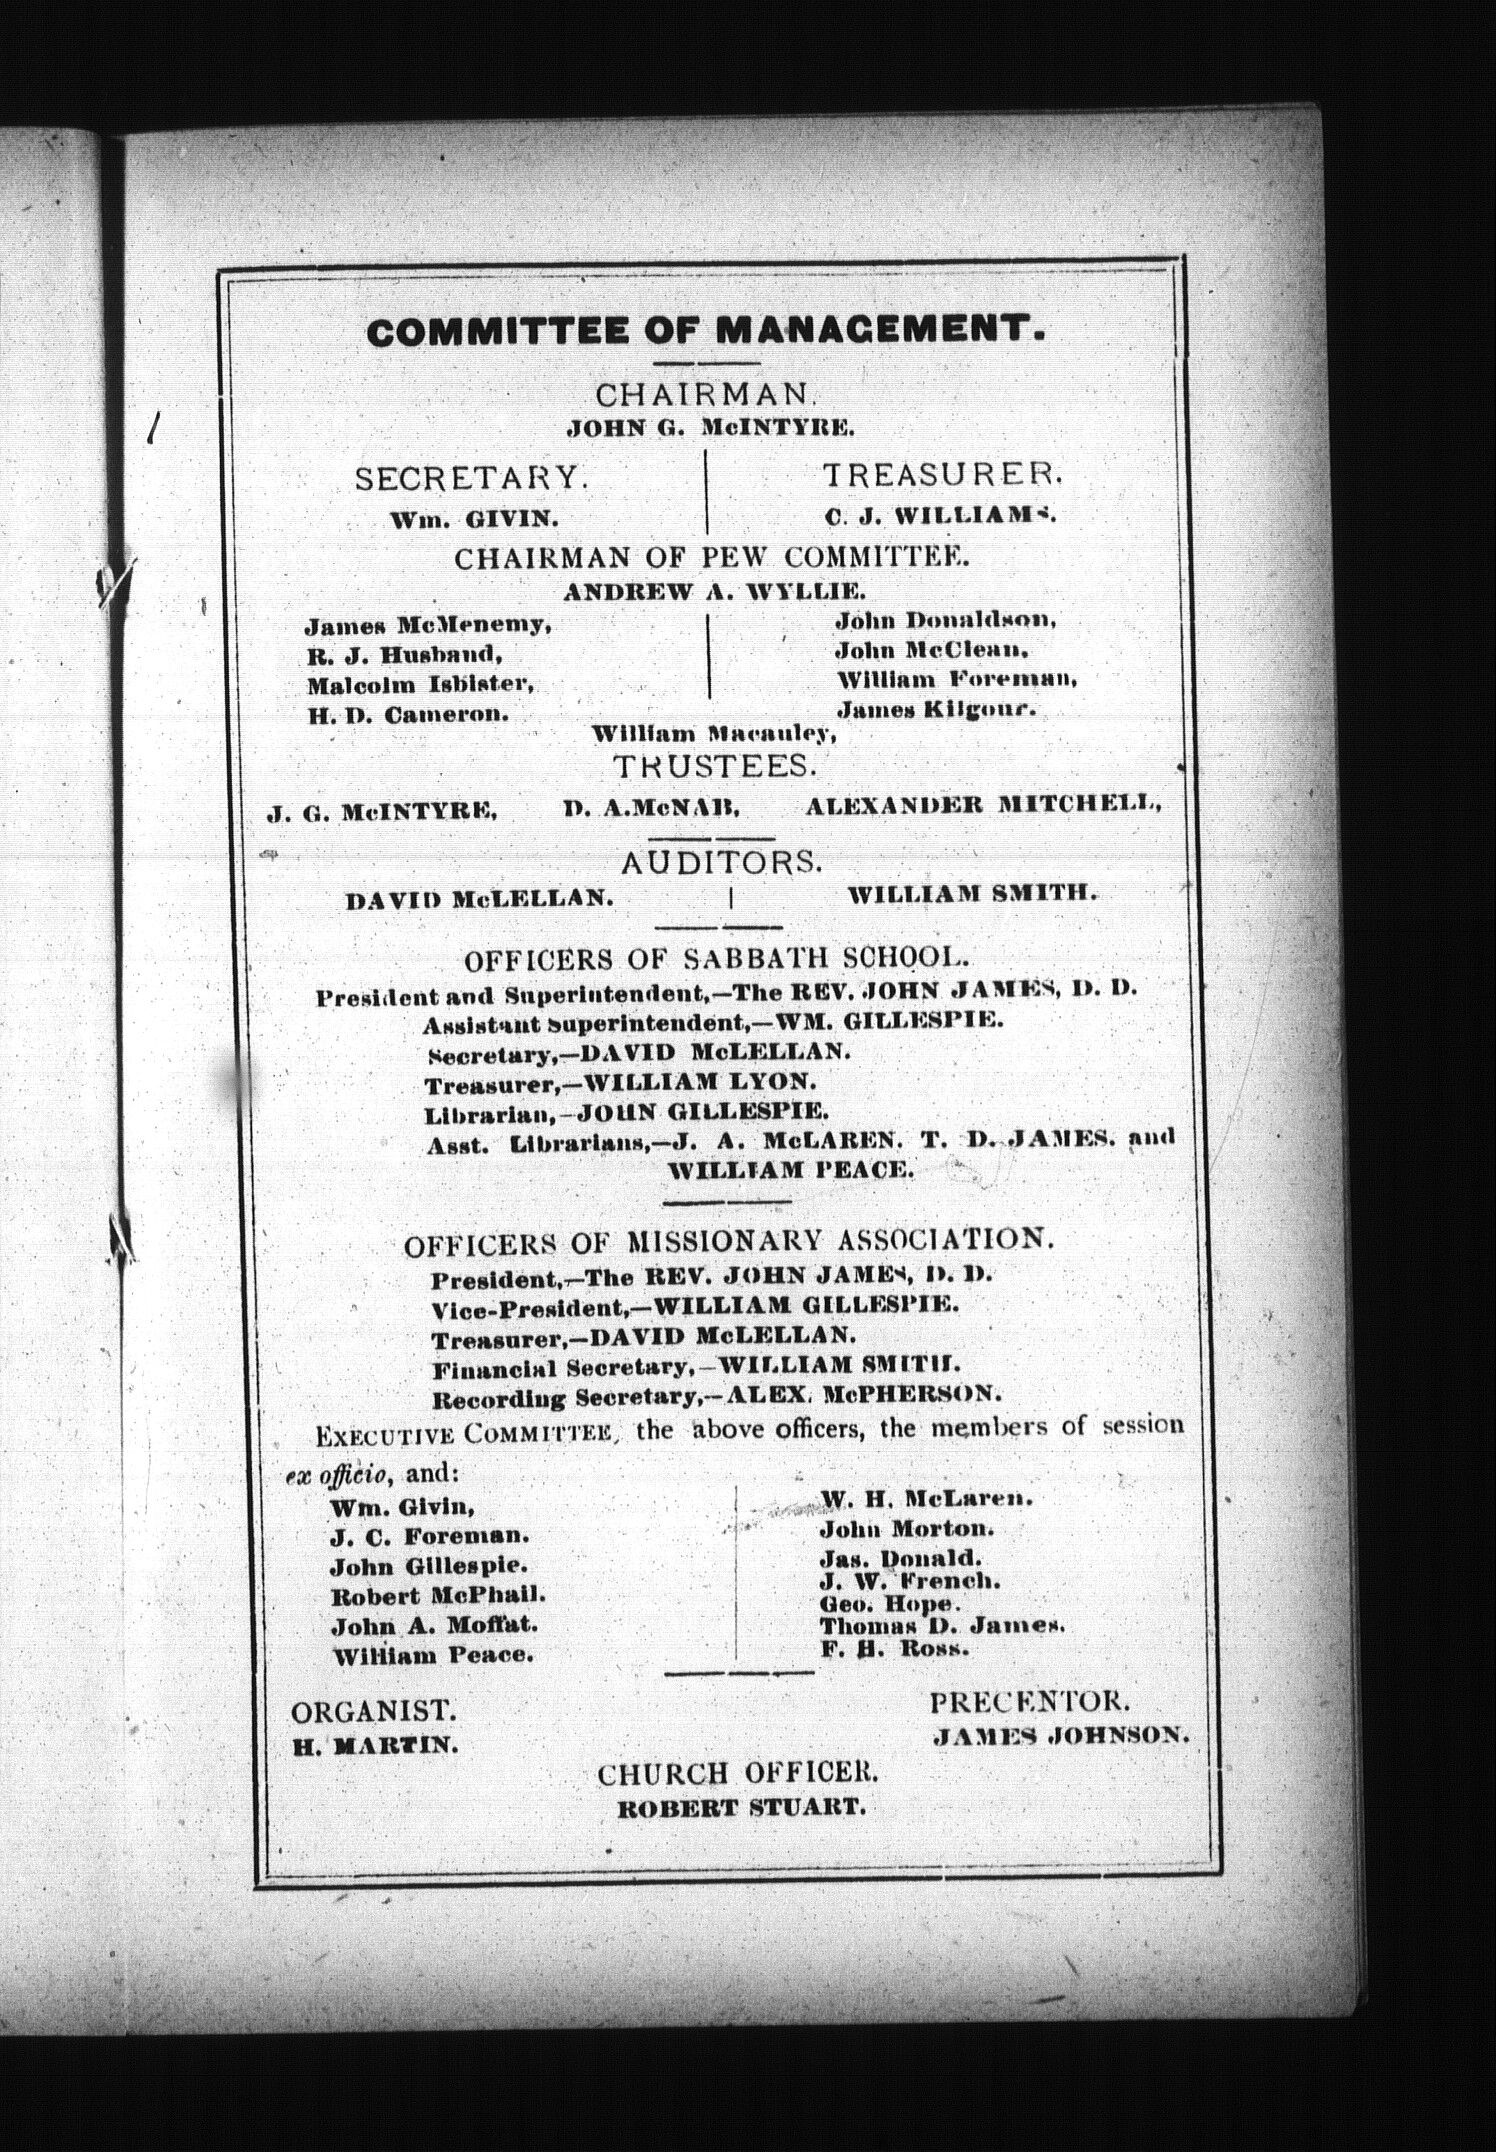 COMMITTEE OF MANAGEMENT.
CHAIRMAN.
JOHN G. McINTYRE.
SECRETARY.
Wm. GIVIN.
TREASURER.
C. J. WILLIAMS.
CHAIRMAN OF PEW COMMITTEE.
ANDREW A. WYLLIE.
James McMenemy,
R. J. Husband,
Malcolm Isbister,
H. D. Cameron.
John Donaldson,
John McClean,
William Foreman,
James Kilgour.
William Macauley,
TRUSTEES.
J. G. McINTYRE, D. A. McNAB, ALEXANDER MITCHELL,
AUDITORS.
DAVID McLELLAN. WILLIAM SMITH.
OFFICERS OF SABBATH SCHOOL.
President and Superintendent,—The REV. JOHN JAMES, D. D.
Assistant Superintendent,—WM. GILLESPIE.
Secretary,—DAVID McLELLAN.
Treasurer,—WILLIAM LYON.
Librarian,—JOHN GILLESPIE.
Asst. Librarians,—J. A. McLAREN. T. D. JAMES. and
WILLIAM PEACE.
OFFICERS OF MISSIONARY ASSOCIATION.
President,—The REV. JOHN JAMES, D. D.
Vice-President,—WILLIAM GILLESPIE.
Treasurer,—DAVID McLELLAN.
Financial Secretary,—WILLIAM SMITH.
Recording Secretary,—ALEX. McPHERSON.
EXECUTIVE COMMITTEE, the above officers, the members of session
ex officio, and:
Wm. Givin,
J. C. Foreman.
John Gillespie.
Robert McPhail.
John A. Moffat.
William Peace.
W. H. McLaren.
John Morton.
Jas. Donald.
J. W. French.
Geo. Hope.
Thomas D. James.
F. H. Ross.
ORGANIST.
H. MARTIN.
PRECENTOR.
JAMES JOHNSON.
CHURCH OFFICER.
ROBERT STUART.